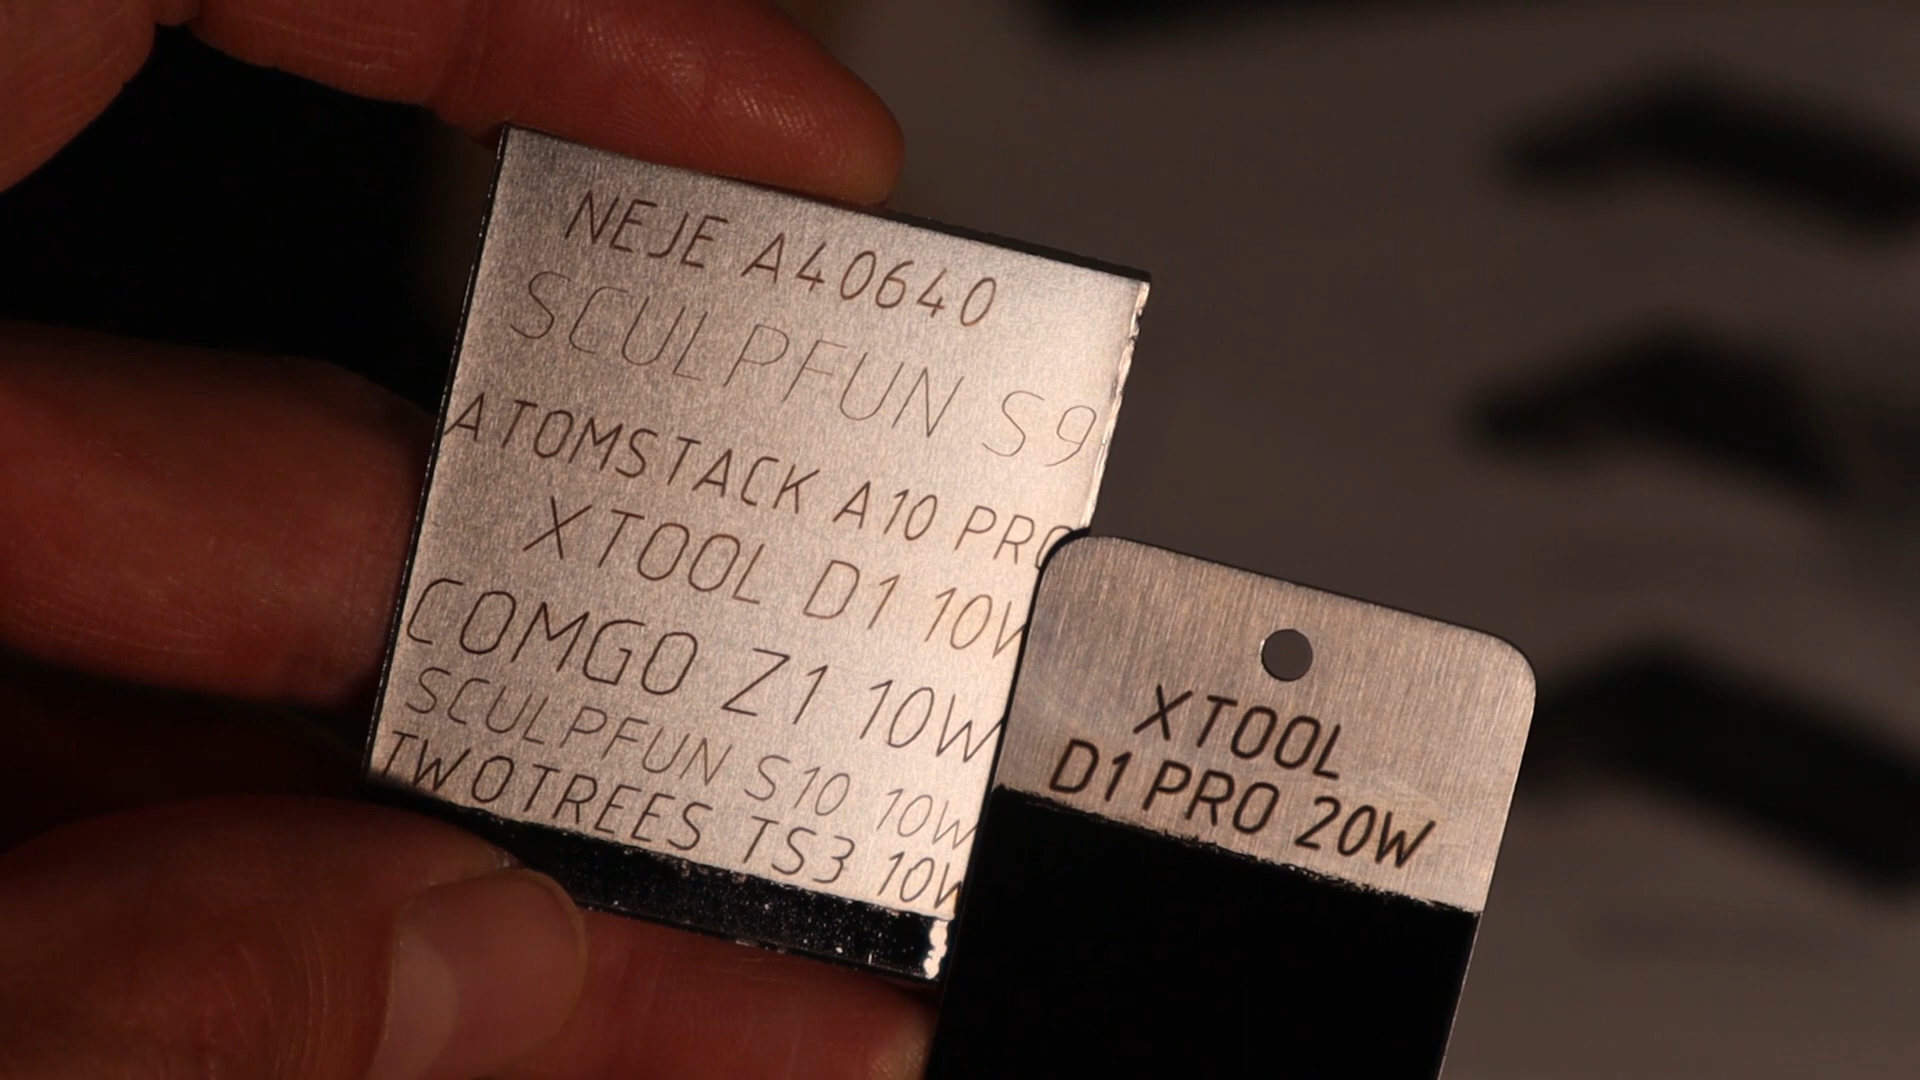 NEJE A40640
SCULPFUN S9
ATOMSTACK A10 PRO
XTOOL D1 10W
COMGO Z1 10W
SCULPFUN S10 10W
TWOTREES TS3 10W
XTOOL
D1 PRO 20W